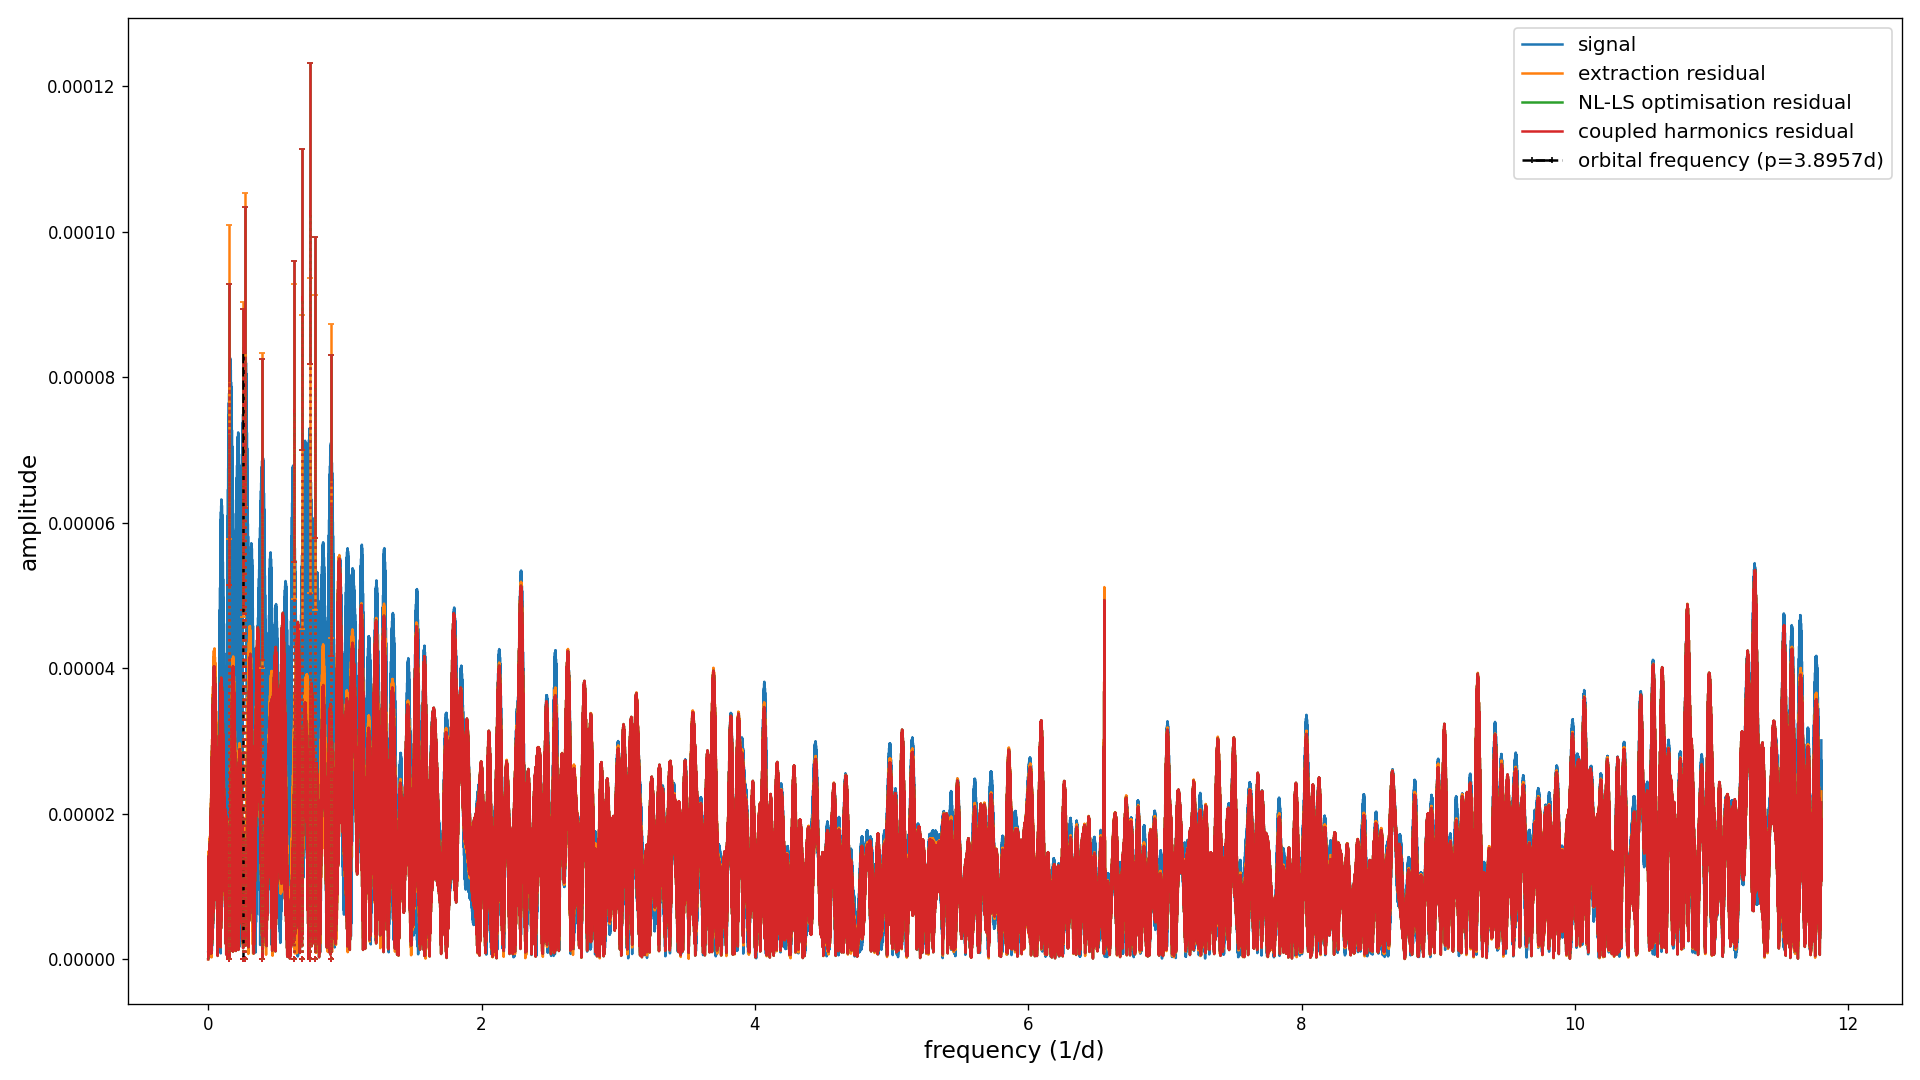 signal
extraction residual
NL-LS optimisation residual
coupled harmonics residual
orbital frequency (p=3.8957d)
amplitude
0.00012
0.00010
0.00008
0.00006
0.00004
0.00002
0.00000
0 2 4 6 8 10 12
frequency (1/d)